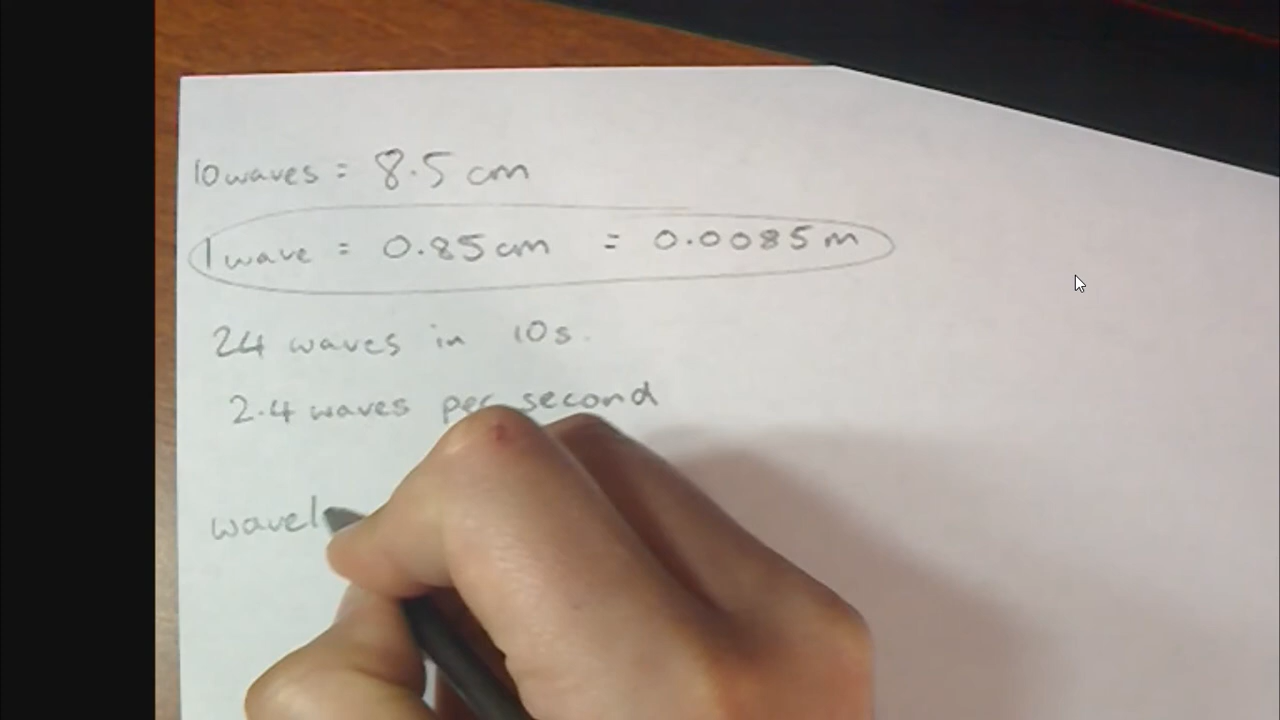 10 waves = 8.5 cm
1 wave = 0.85 cm = 0.0085 m
24 waves in 10s.
2.4 waves per second
wavel